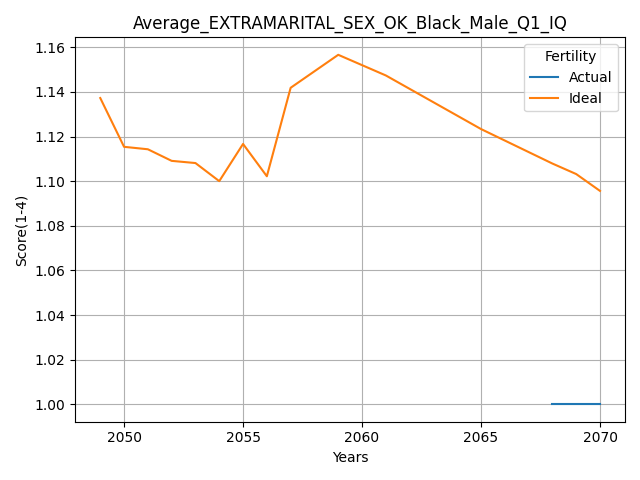 Average_EXTRAMARITAL_SEX_OK_Black_Male_Q1_IQ
Fertility
Actual
Ideal
Score(1-4)
1.16
1.14
1.12
1.10
1.08
1.06
1.04
1.02
1.00
2050
2055
2060
2065
2070
Years